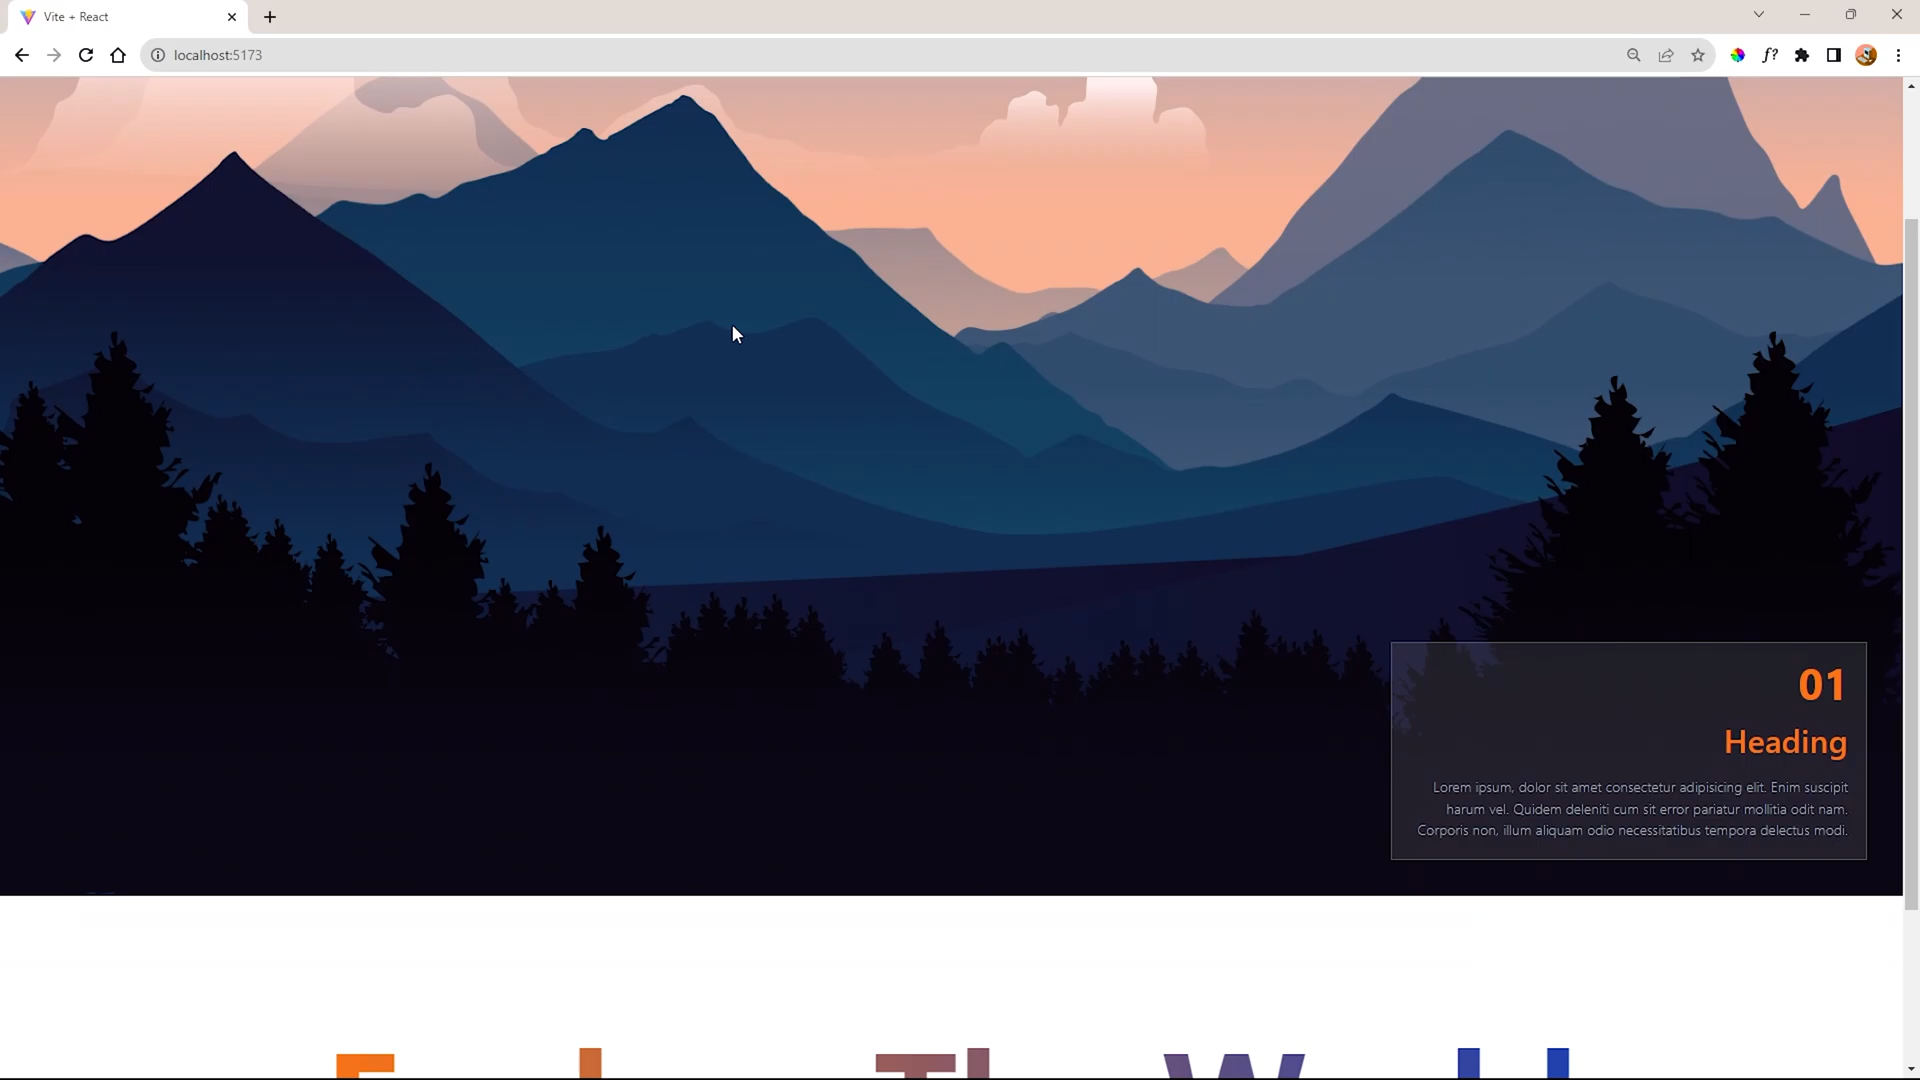 Vite + React
localhost:5173
01
Heading
Lorem ipsum, dolor sit amet consectetur adipisicing elit. Enim suscipit
harum vel. Quidem deleniti cum sit error pariatur mollitia odit nam.
Corporis non, illum aliquam odio necessitatibus tempora delectus modi.